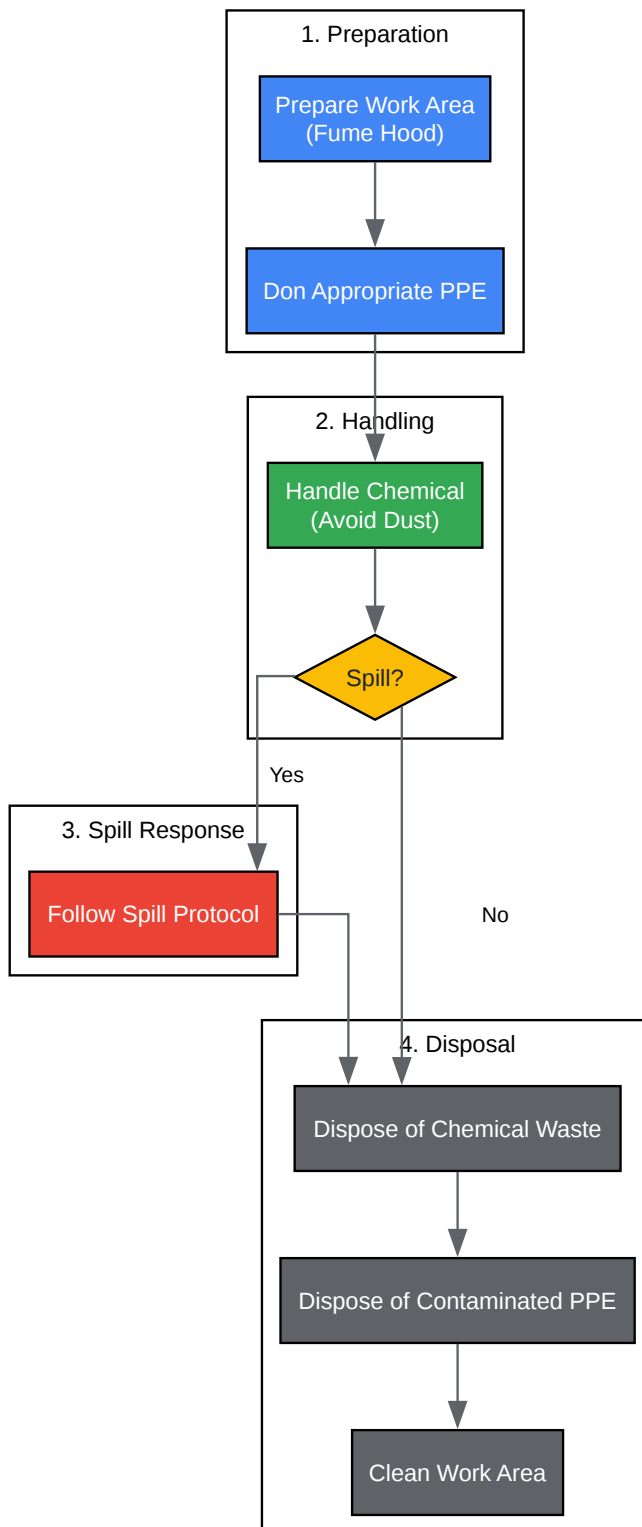 1. Preparation
Prepare Work Area
(Fume Hood)
Don Appropriate PPE
2. Handling
Handle Chemical
(Avoid Dust)
Spill?
Yes
3. Spill Response
Follow Spill Protocol
No
4. Disposal
Dispose of Chemical Waste
Dispose of Contaminated PPE
Clean Work Area